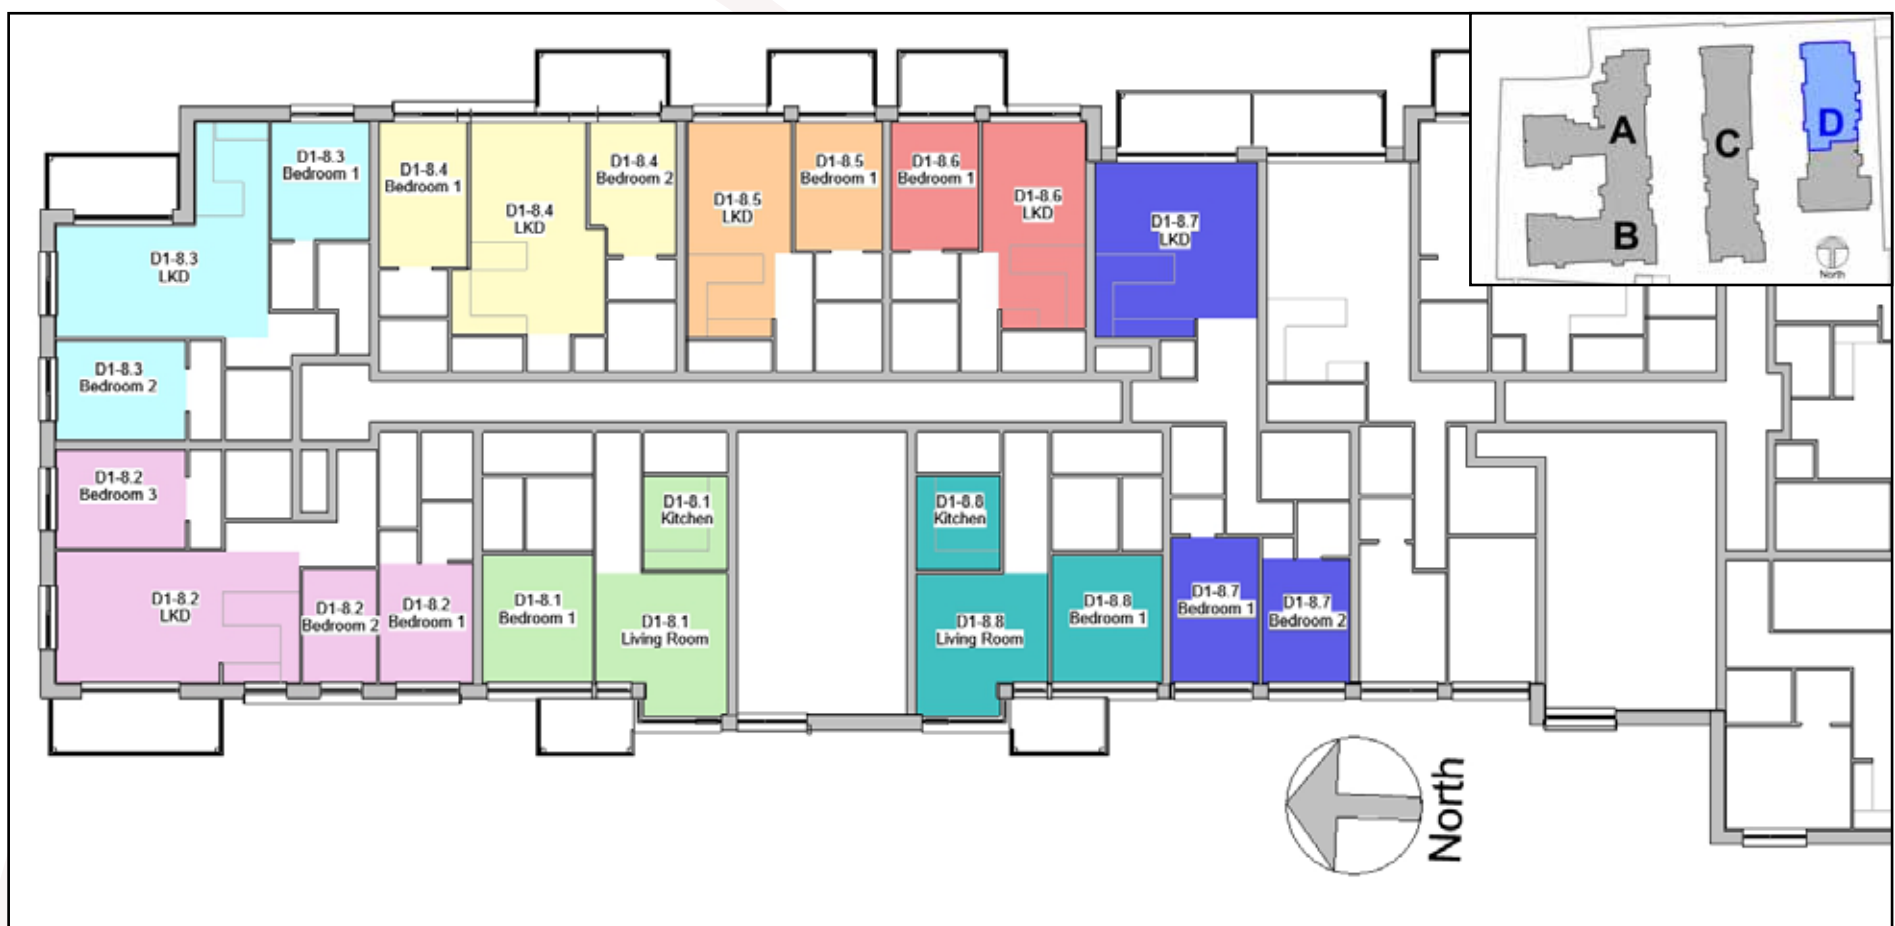 A
B
C
D
North
D1-8.3
Bedroom 1
D1-8.4
Bedroom 1
D1-8.4
LKD
D1-8.4
Bedroom 2
D1-8.5
LKD
D1-8.5
Bedroom 1
D1-8.6
Bedroom 1
D1-8.6
LKD
D1-8.7
LKD
D1-8.3
LKD
D1-8.3
Bedroom 2
D1-8.2
Bedroom 3
D1-8.2
LKD
D1-8.2
Bedroom 2
D1-8.2
Bedroom 1
D1-8.1
Bedroom 1
D1-8.1
Kitchen
D1-8.1
Living Room
D1-8.8
Kitchen
D1-8.8
Living Room
D1-8.8
Bedroom 1
D1-8.7
Bedroom 1
D1-8.7
Bedroom 2
North